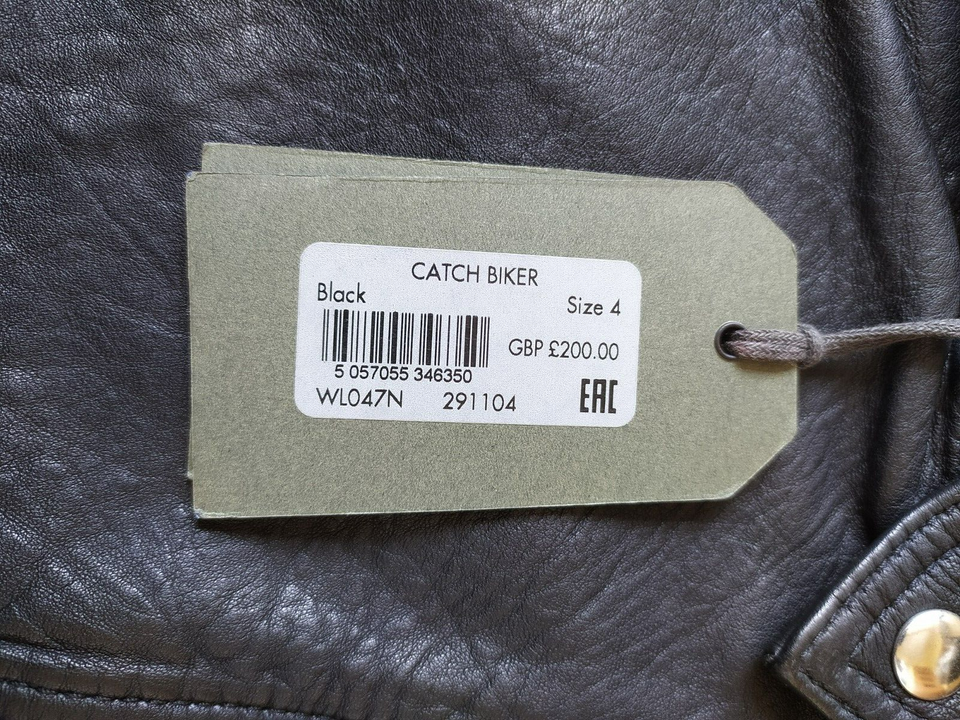 CATCH BIKER
Black
Size 4
GBP £200.00
5 057055 346350
WL047N 291104
EAC